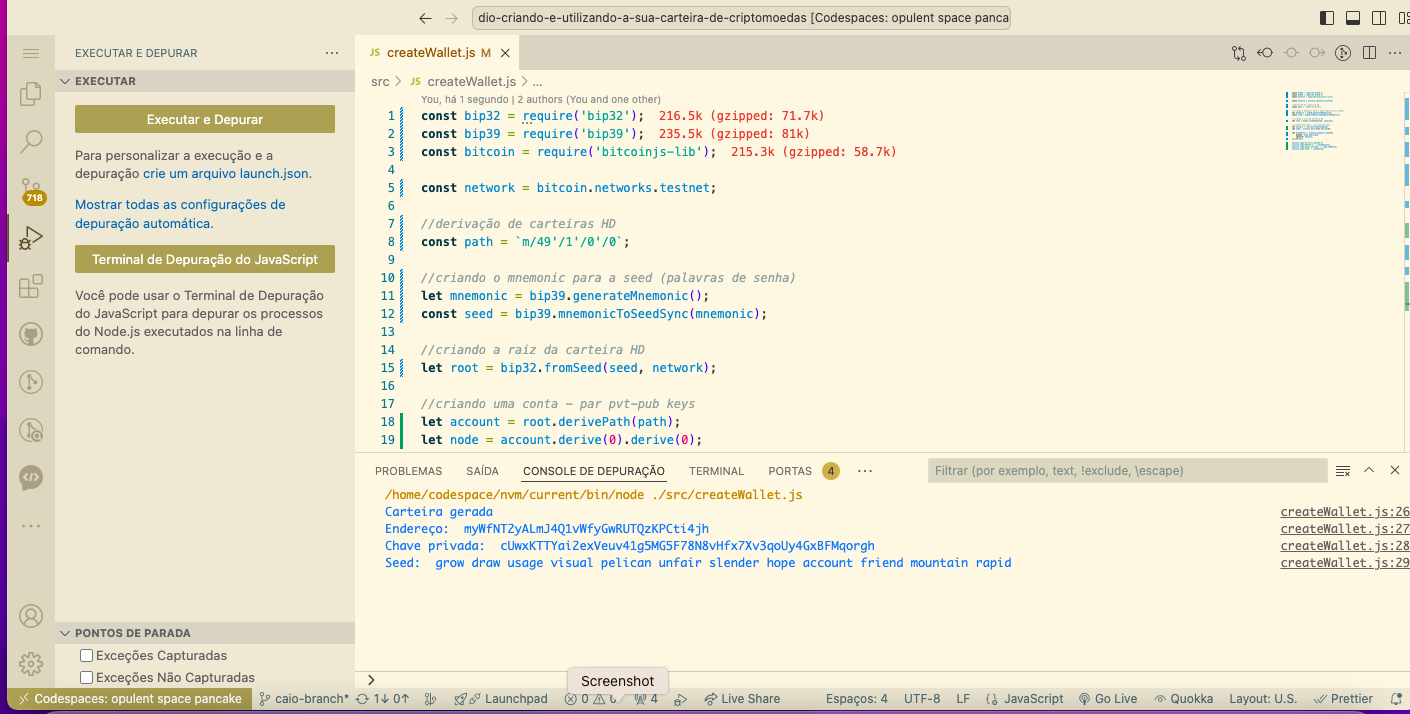 dio-criando-e-utilizando-a-sua-carteira-de-criptomoedas [Codespaces: opulent space panca
EXECUTAR E DEPURAR
EXECUTAR
Executar e Depurar
Para personalizar a execução e a
depuração crie um arquivo launch.json.
Mostrar todas as configurações de
depuração automática.
Terminal de Depuração do JavaScript
Você pode usar o Terminal de Depuração
do JavaScript para depurar os processos
do Node.js executados na linha de
comando.
718
PONTOS DE PARADA
Exceções Capturadas
Exceções Não Capturadas
JS createWallet.js M
src > JS createWallet.js > ...
You, há 1 segundo | 2 authors (You and one other)
1 const bip32 = require('bip32'); 216.5k (gzipped: 71.7k)
2 const bip39 = require('bip39'); 235.5k (gzipped: 81k)
3 const bitcoin = require('bitcoinjs-lib'); 215.3k (gzipped: 58.7k)
4
5 const network = bitcoin.networks.testnet;
6
7 //derivação de carteiras HD
8 const path = `m/49'/1'/0'/0`;
9
10 //criando o mnemonic para a seed (palavras de senha)
11 let mnemonic = bip39.generateMnemonic();
12 const seed = bip39.mnemonicToSeedSync(mnemonic);
13
14 //criando a raiz da carteira HD
15 let root = bip32.fromSeed(seed, network);
16
17 //criando uma conta - par pvt-pub keys
18 let account = root.derivePath(path);
19 let node = account.derive(0).derive(0);
PROBLEMAS SAÍDA CONSOLE DE DEPURAÇÃO TERMINAL PORTAS 4 Filtrar (por exemplo, text, !exclude, \escape)
/home/codespace/nvm/current/bin/node ./src/createWallet.js
Carteira gerada createWallet.js:26
Endereço: myWfNT2yALmJ4Q1vWfyGwRUTQzKPCti4jh createWallet.js:27
Chave privada: cUwxKTTYai2exVeuv41g5MG5F78N8vHfx7Xv3qoUy4GxBFMqorgh createWallet.js:28
Seed: grow draw usage visual pelican unfair slender hope account friend mountain rapid createWallet.js:29
Screenshot
Codespaces: opulent space pancake caio-branch* 1↓ 0↑ Launchpad 0 4 Live Share Espaços: 4 UTF-8 LF JavaScript Go Live Quokka Layout: U.S. Prettier